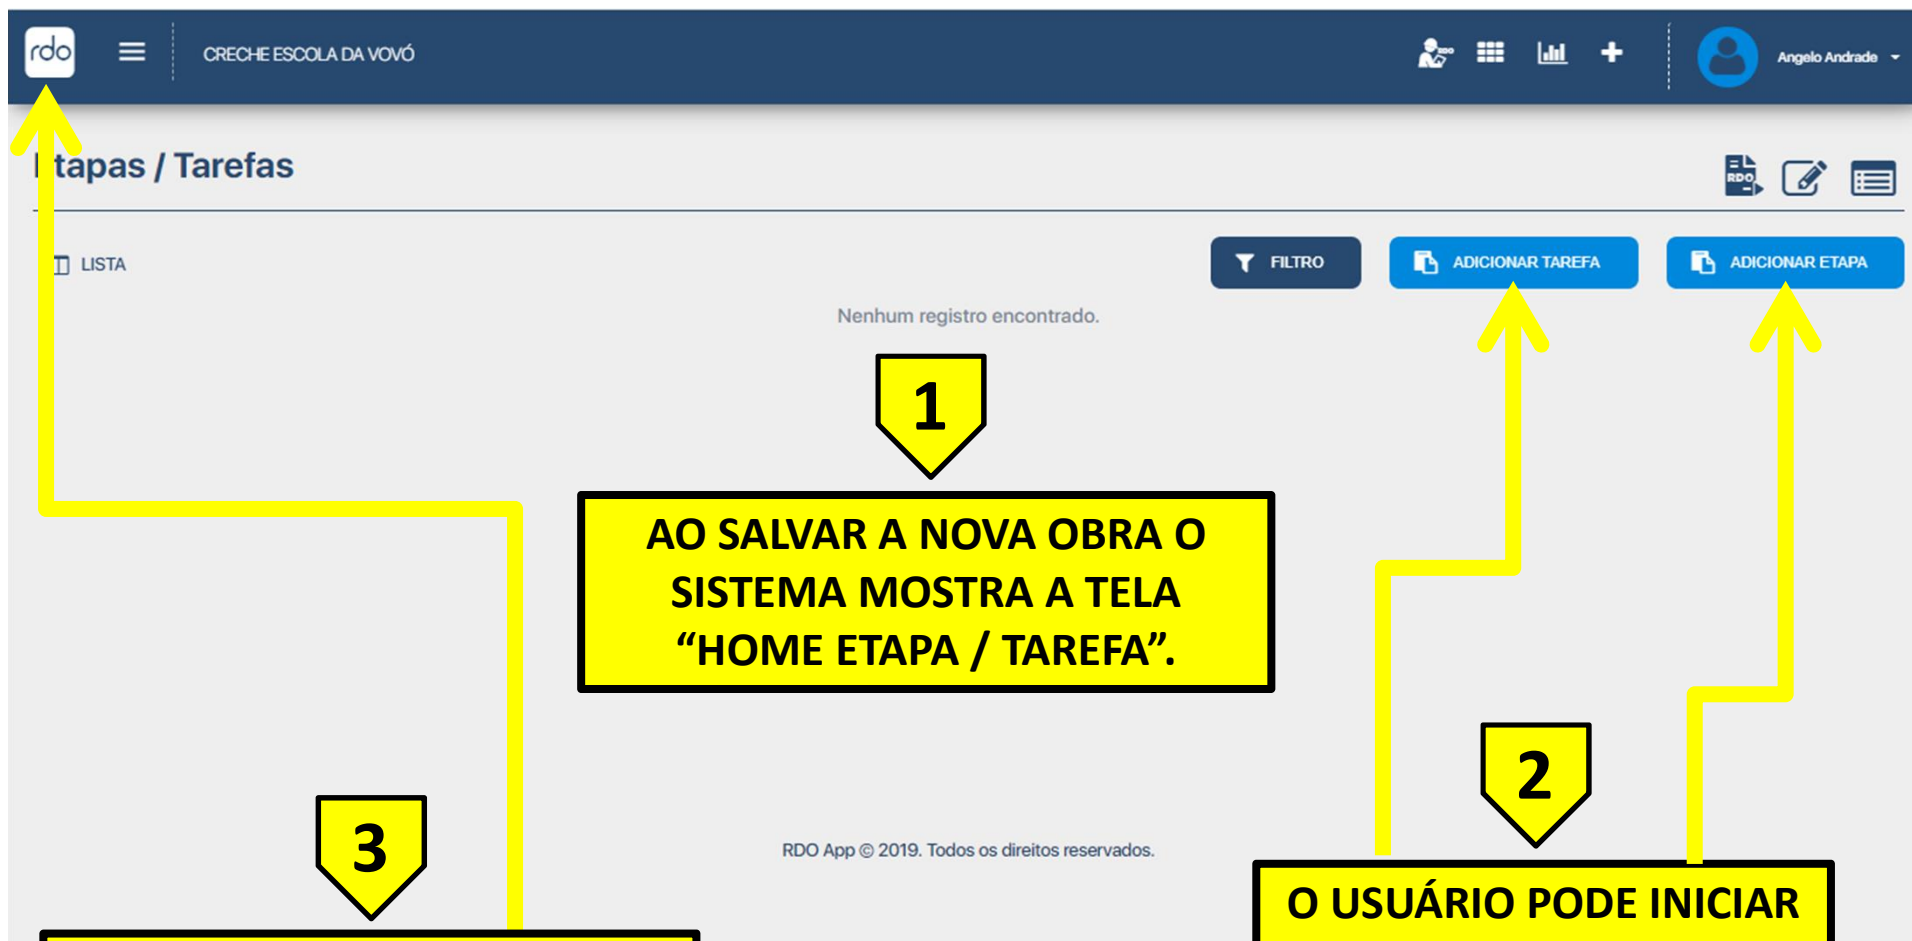 rdo
CRECHE ESCOLA DA VOVÓ
Angelo Andrade
Etapas / Tarefas
RDO
LISTA
FILTRO
ADICIONAR TAREFA
ADICIONAR ETAPA
Nenhum registro encontrado.
1
AO SALVAR A NOVA OBRA O
SISTEMA MOSTRA A TELA
“HOME ETAPA / TAREFA”.
2
3
RDO App © 2019. Todos os direitos reservados.
O USUÁRIO PODE INICIAR